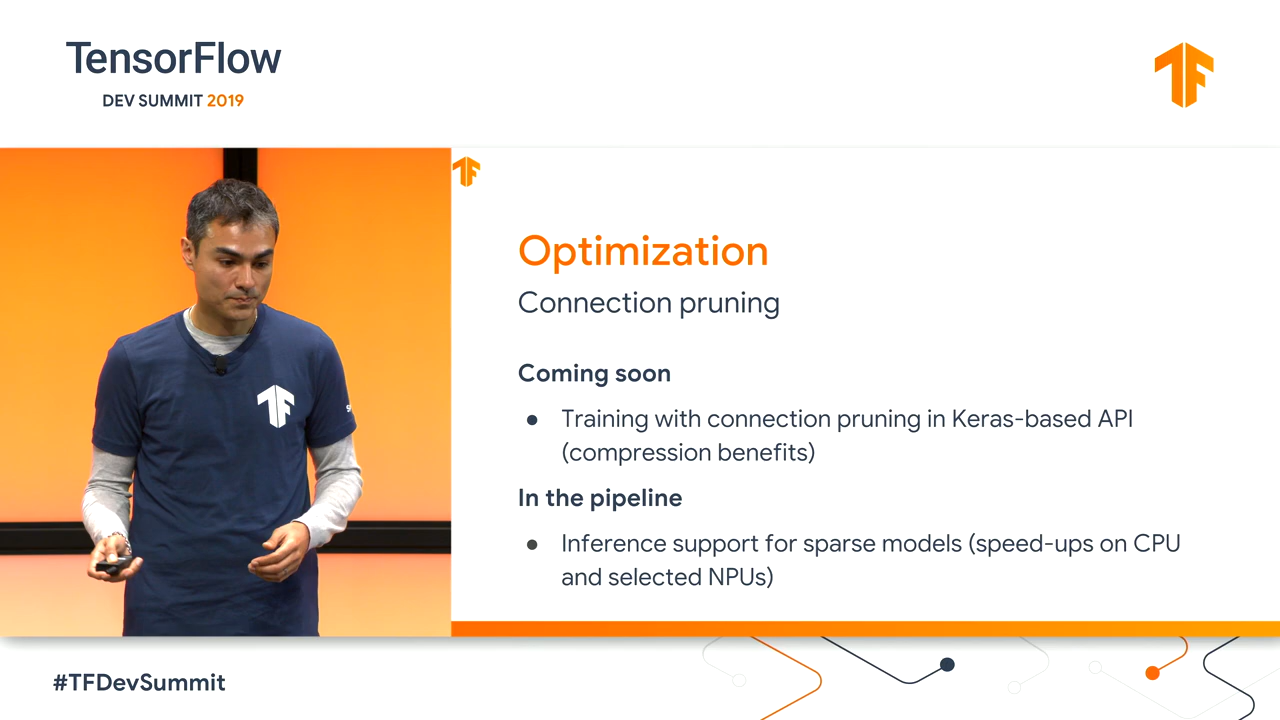 TensorFlow
DEV SUMMIT 2019
Optimization
Connection pruning
Coming soon
● Training with connection pruning in Keras-based API
(compression benefits)
In the pipeline
● Inference support for sparse models (speed-ups on CPU
and selected NPUs)
#TFDevSummit